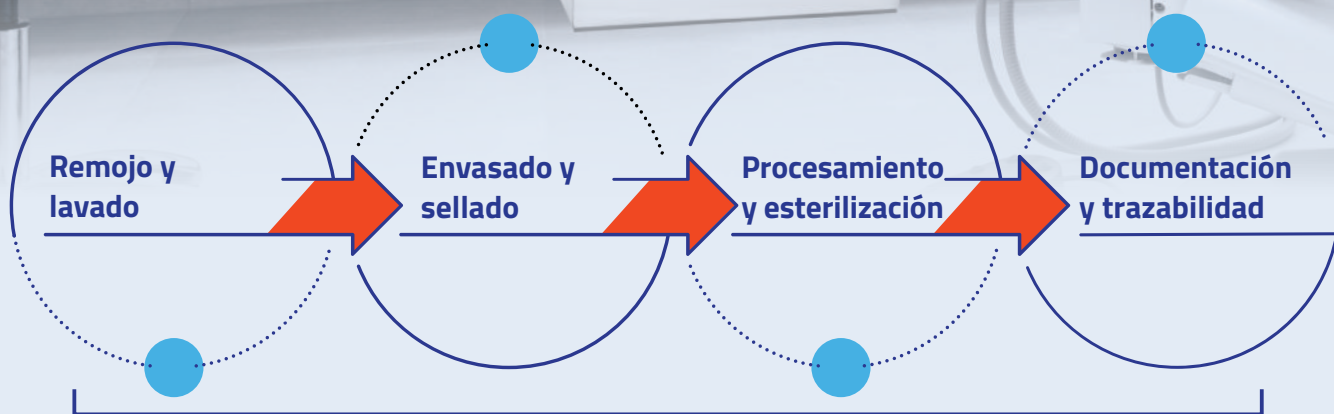 Remojo y
lavado
Envasado y
sellado
Procesamiento
y esterilización
Documentación
y trazabilidad